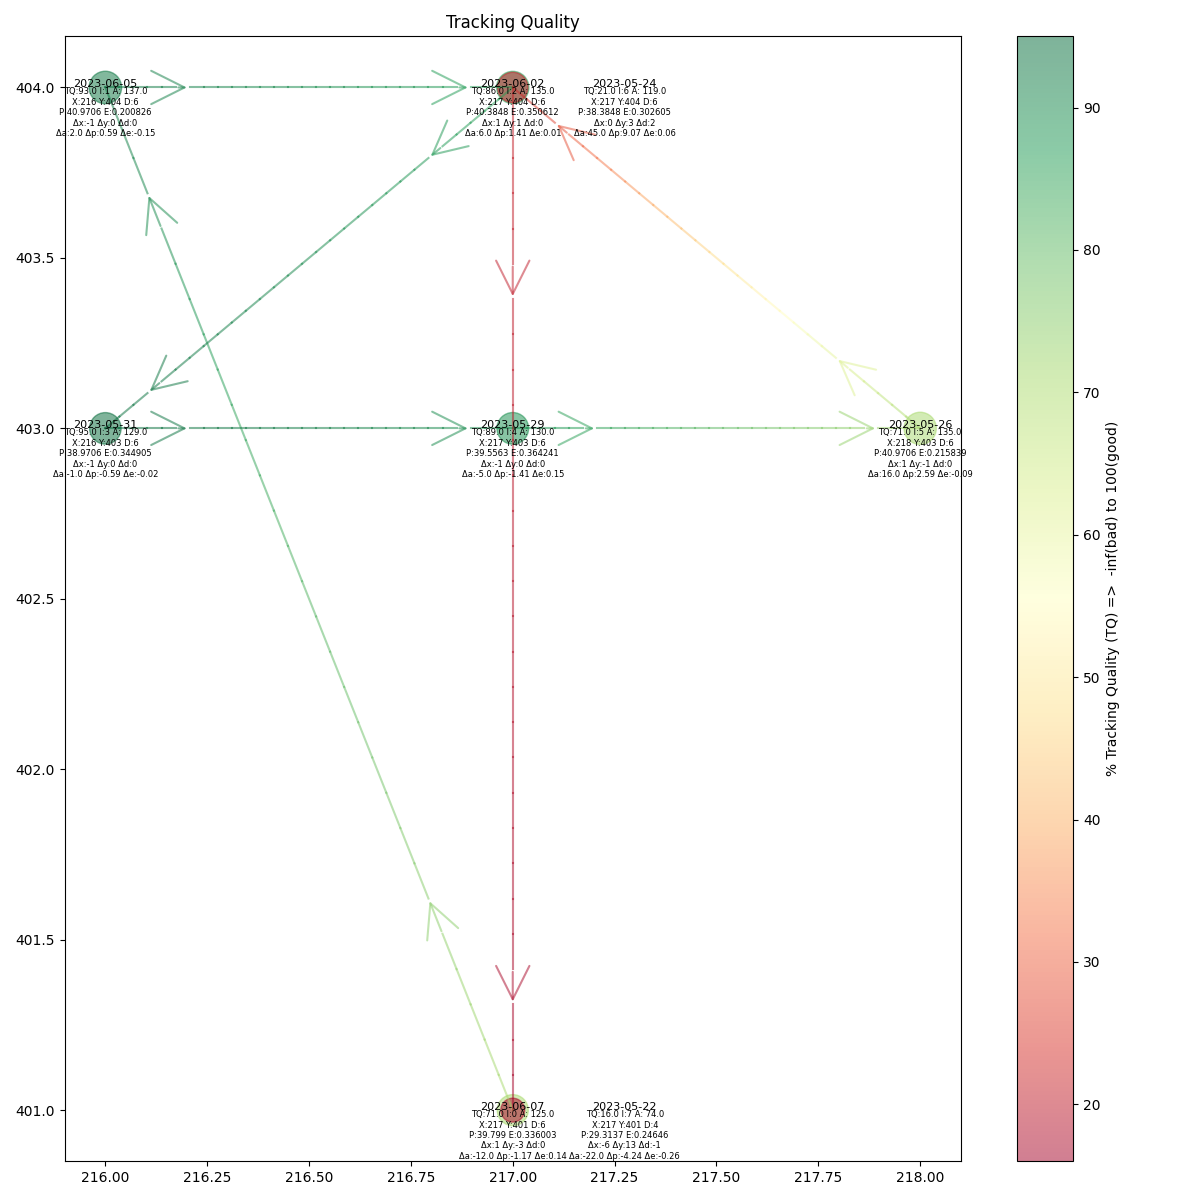 Tracking Quality
404.0
403.5
403.0
402.5
402.0
401.5
401.0
2023-06-05
TQ:93.0 I:1 A: 137.0
X:216 Y:404 D:6
P:40.9706 E:0.200826
Δx:-1 Δy:0 Δd:0
Δa:2.0 Δp:0.59 Δe:-0.15
2023-06-02
TQ:86.0 I:2 A: 135.0
X:217 Y:404 D:6
P:40.3848 E:0.350612
Δx:1 Δy:1 Δd:0
Δa:6.0 Δp:1.41 Δe:0.01
2023-05-24
TQ:21.0 I:6 A: 119.0
X:217 Y:404 D:6
P:38.3848 E:0.302605
Δx:0 Δy:3 Δd:2
Δa:45.0 Δp:9.07 Δe:0.06
2023-05-31
TQ:95.0 I:3 A: 129.0
X:216 Y:403 D:6
P:38.9706 E:0.344905
Δx:-1 Δy:0 Δd:0
Δa:-1.0 Δp:-0.59 Δe:-0.02
2023-05-29
TQ:89.0 I:4 A: 130.0
X:217 Y:403 D:6
P:39.5563 E:0.364241
Δx:-1 Δy:0 Δd:0
Δa:-5.0 Δp:-1.41 Δe:0.15
2023-05-26
TQ:71.0 I:5 A: 135.0
X:218 Y:403 D:6
P:40.9706 E:0.215839
Δx:1 Δy:-1 Δd:0
Δa:16.0 Δp:2.59 Δe:-0.09
2023-06-07
TQ:71.0 I:0 A: 125.0
X:217 Y:401 D:6
P:39.799 E:0.336003
Δx:1 Δy:-3 Δd:0
Δa:-12.0 Δp:-1.17 Δe:0.14
2023-05-22
TQ:16.0 I:7 A: 74.0
X:217 Y:401 D:4
P:29.3137 E:0.24646
Δx:-6 Δy:13 Δd:-1
Δa:-22.0 Δp:-4.24 Δe:-0.26
216.00
216.25
216.50
216.75
217.00
217.25
217.50
217.75
218.00
90
80
70
60
50
40
30
20
% Tracking Quality (TQ) => -inf(bad) to 100(good)